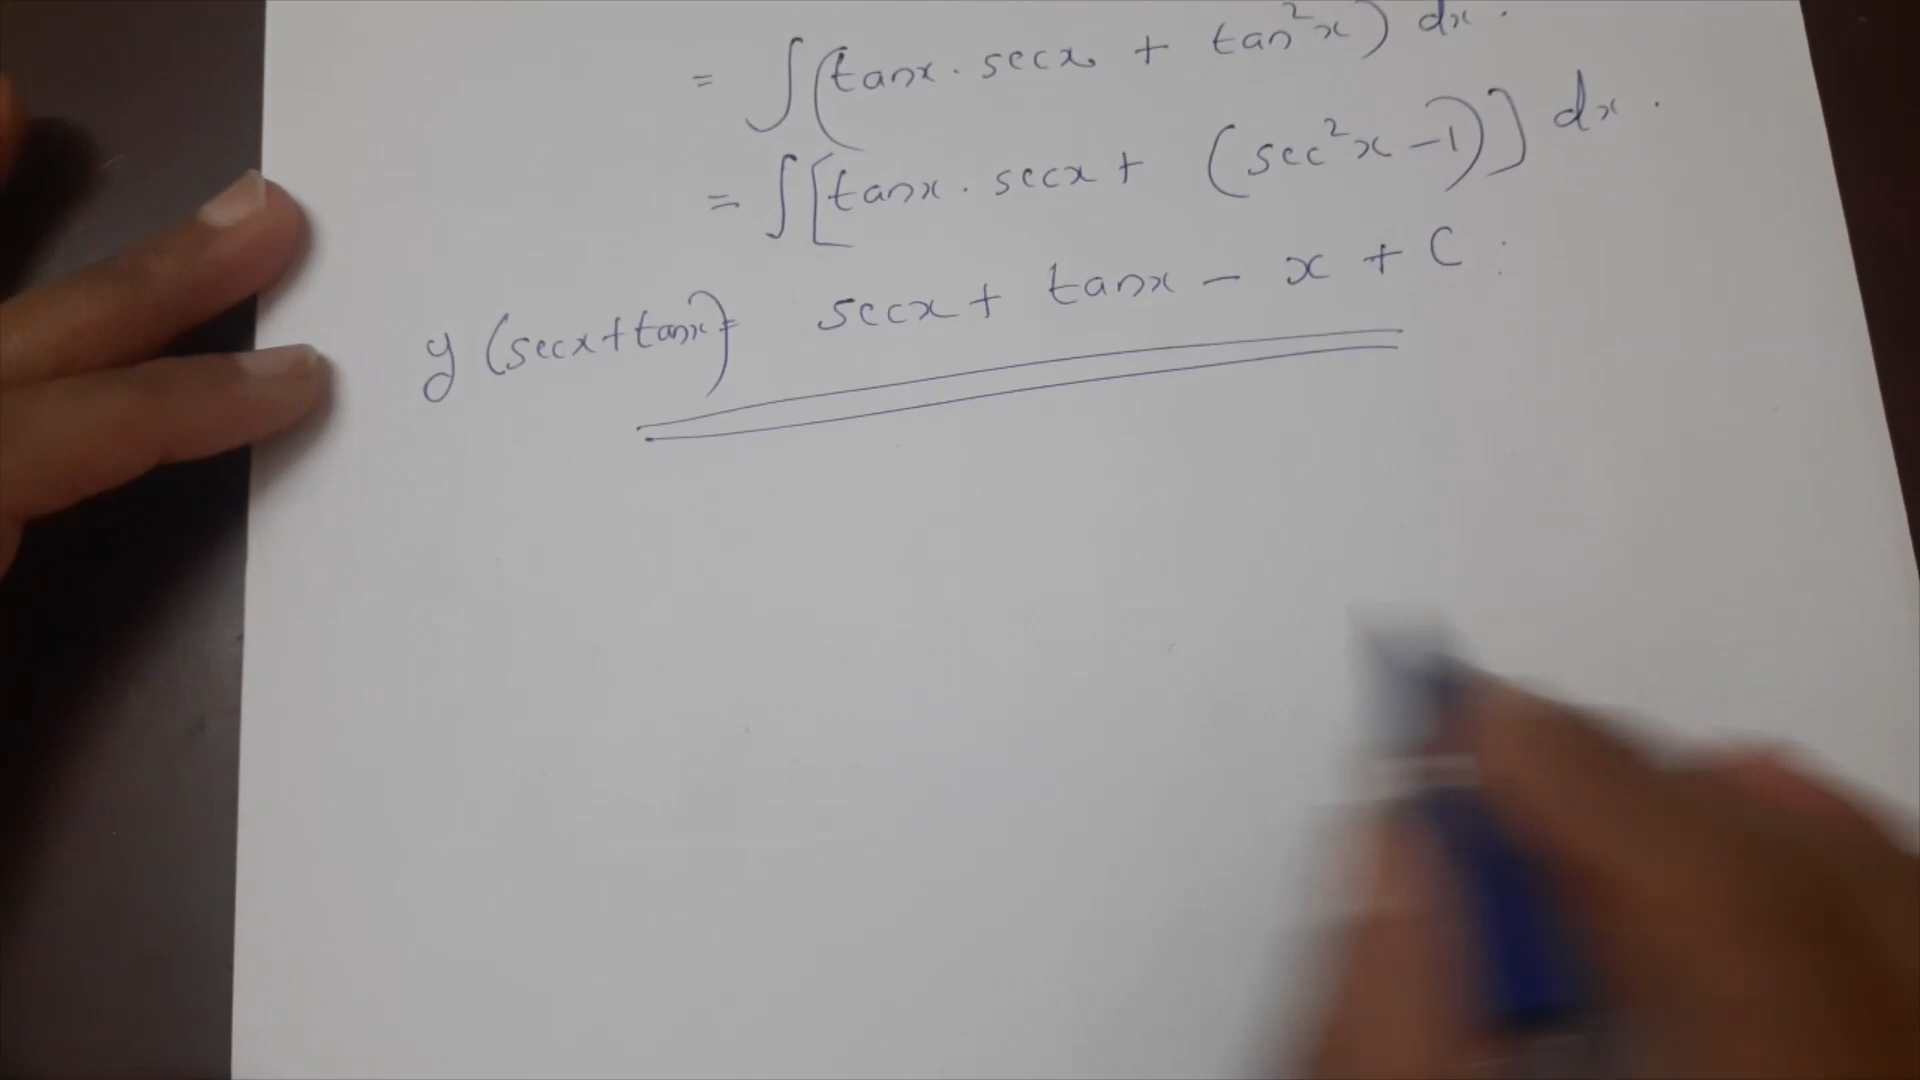 = ∫(tanx · secx + tan²x) dx ·
= ∫[tanx · secx + (sec²x - 1)] dx ·
y(secx + tanx) = secx + tanx - x + C :